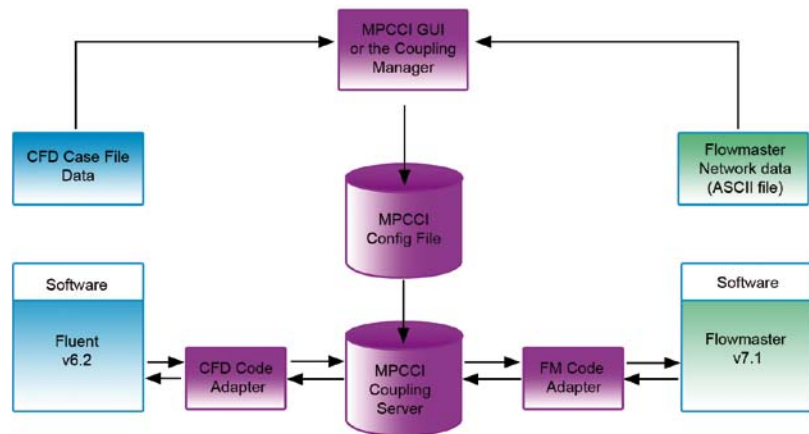 MPCCI GUI
or the Coupling
Manager
CFD Case File
Data
Flowmaster
Network data
(ASCII file)
MPCCI
Config File
Software
Fluent
v6.2
CFD Code
Adapter
MPCCI
Coupling
Server
FM Code
Adapter
Software
Flowmaster
v7.1